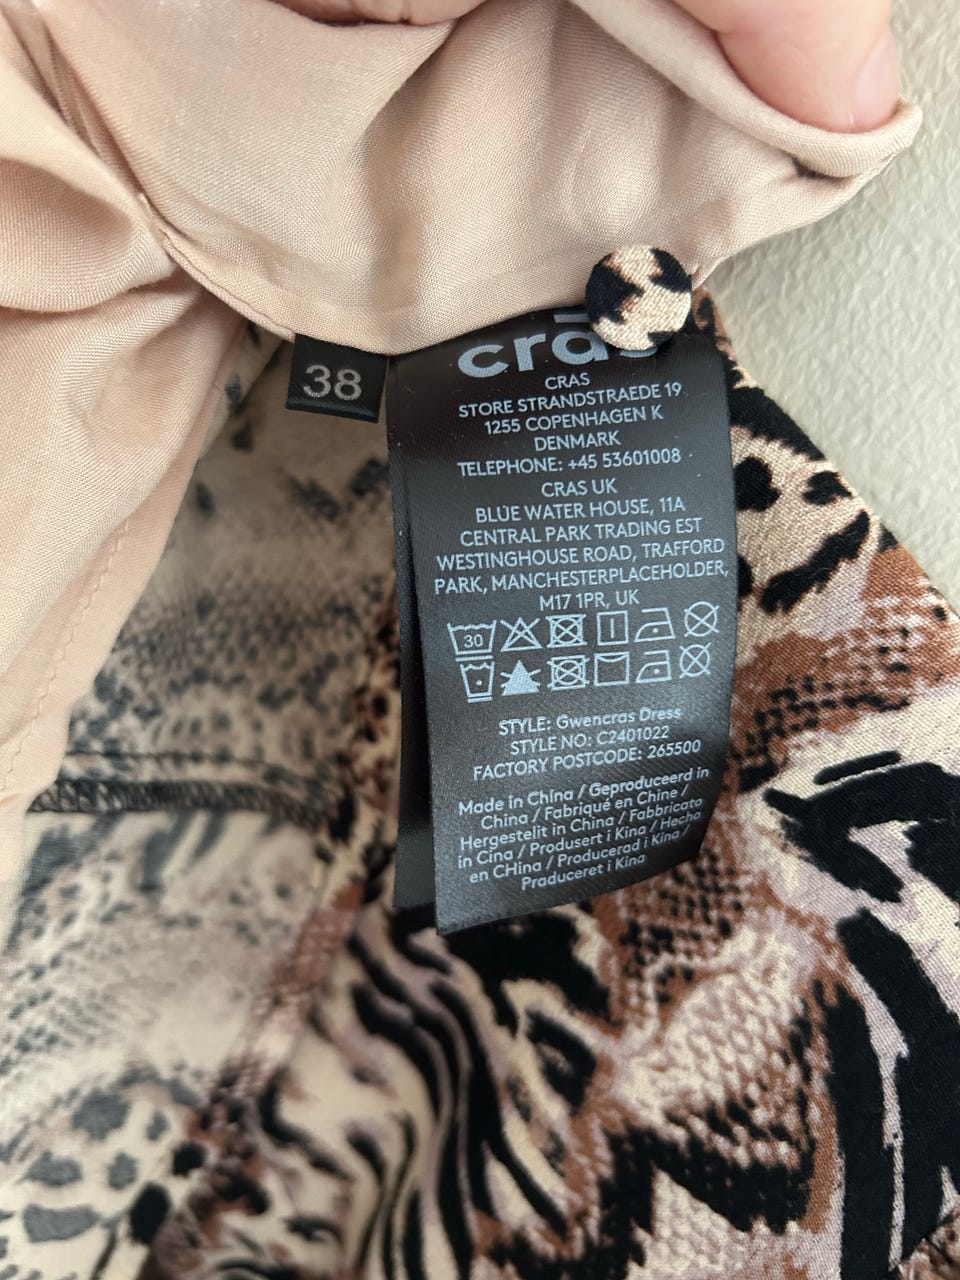 38
cras
CRAS
STORE STRANDSTRAEDE 19
1255 COPENHAGEN K
DENMARK
TELEPHONE: +45 53601008
CRAS UK
BLUE WATER HOUSE, 11A
CENTRAL PARK TRADING EST
WESTINGHOUSE ROAD, TRAFFORD
PARK, MANCHESTERPLACEHOLDER,
M17 1PR, UK
30
STYLE: Gwencras Dress
STYLE NO: C2401022
FACTORY POSTCODE: 265500
Made in China / Geproduceerd in
China / Fabriqué en Chine /
Hergestelit in China / Fabbricato
in Cina / Produsert i Kina / Hecho
en CHina / Producerad i Kina /
Praduceret i Kina